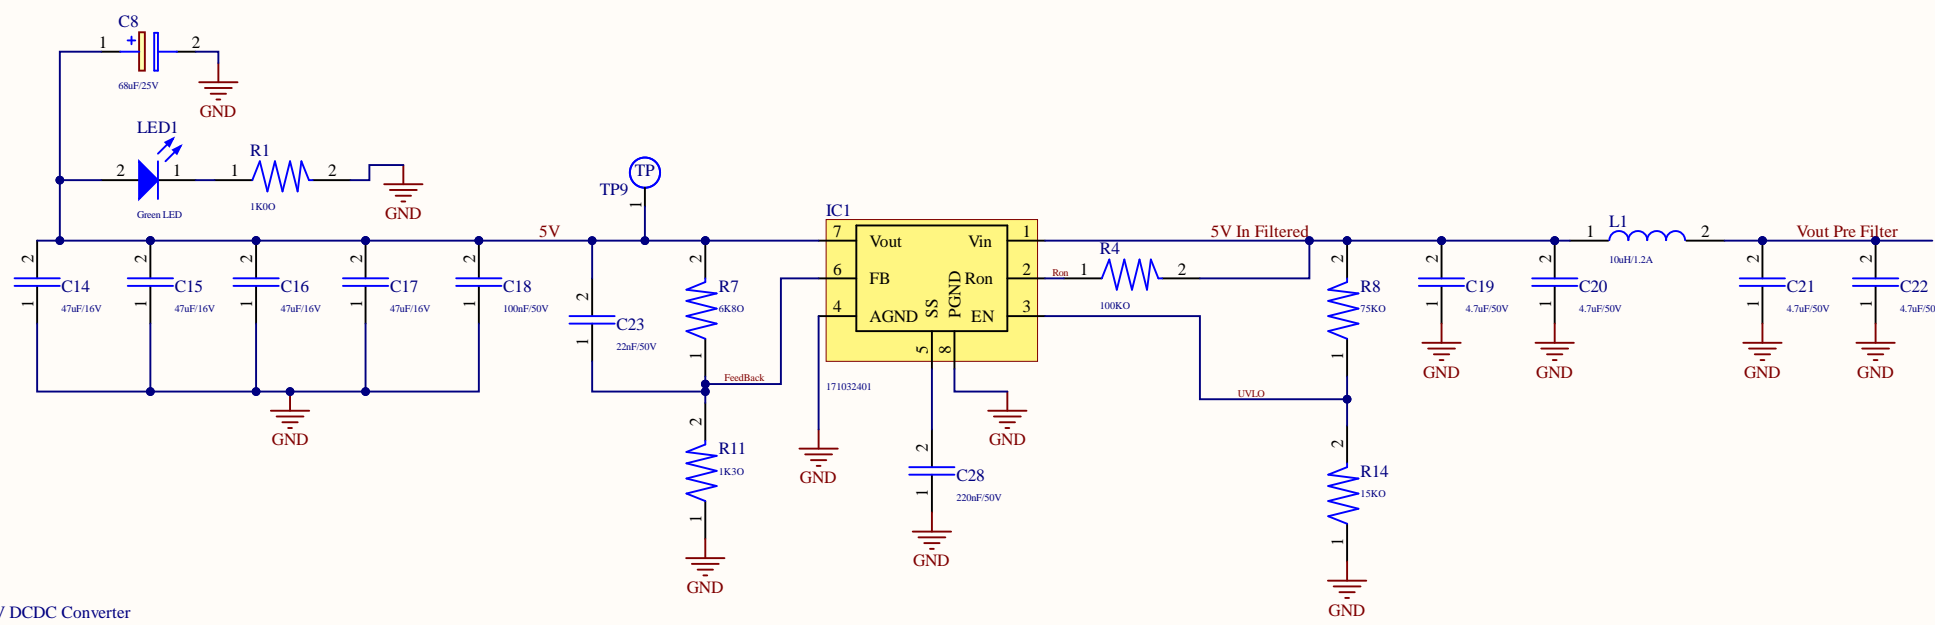 C8
1 + 2
68uF/25V
GND
LED1
2 1
Green LED
R1
1 2
1K0O
GND
TP
TP9
1
5V
2
C14
1
47uF/16V
2
C15
1
47uF/16V
2
C16
1
47uF/16V
2
C17
1
47uF/16V
2
C18
1
100nF/50V
GND
2
C23
1
22nF/50V
2
R7
6K8O
1
FeedBack
2
R11
1K3O
1
GND
IC1
7 Vout Vin 1
6 FB Ron 2
4 AGND SS PGND EN 3
5 8
171032401
GND
GND
2
C28
1
220nF/50V
GND
5V In Filtered
Ron
R4
1 2
100KO
UVLO
2
R8
75KO
1
2
R14
15KO
1
GND
2
C19
1
4.7uF/50V
GND
2
C20
1
4.7uF/50V
GND
L1
1 2
10uH/1.2A
Vout Pre Filter
2
C21
1
4.7uF/50V
GND
2
C22
1
4.7uF/50
GND
V DCDC Converter